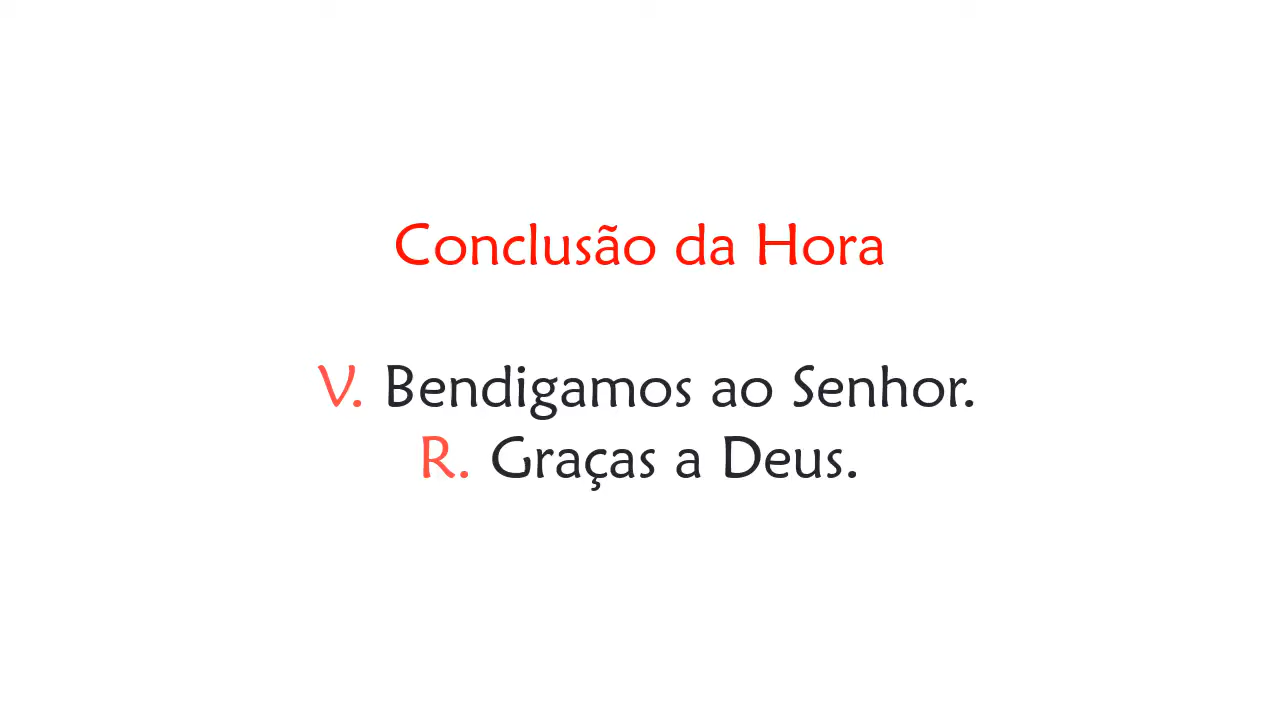 Conclusão da Hora
V. Bendigamos ao Senhor.
R. Graças a Deus.